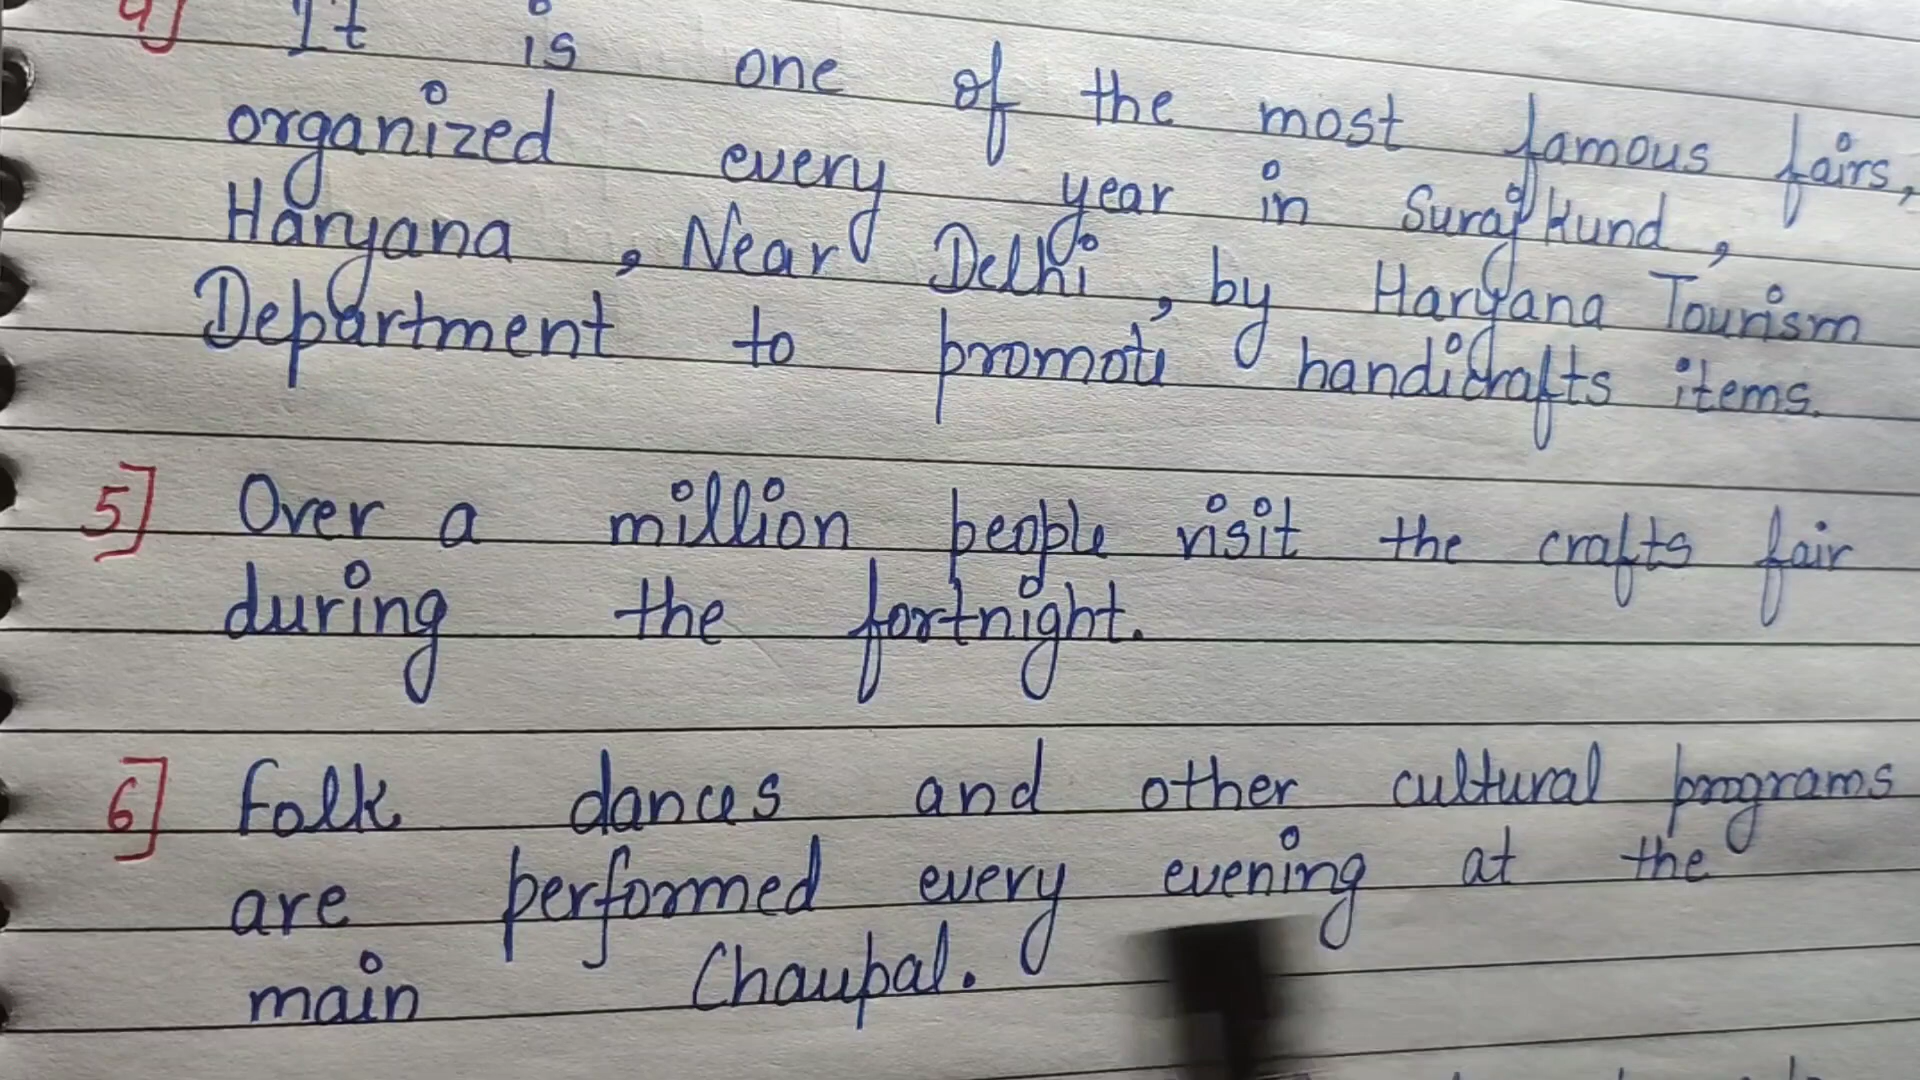 4] It is one of the most famous fairs,
organized every year in Surajkund,
Haryana, Near Delhi, by Haryana Tourism
Department to promote handicrafts items.
5] Over a million people visit the crafts fair
during the fortnight.
6] Folk dances and other cultural programs
are performed every evening at the
main Chaupal.